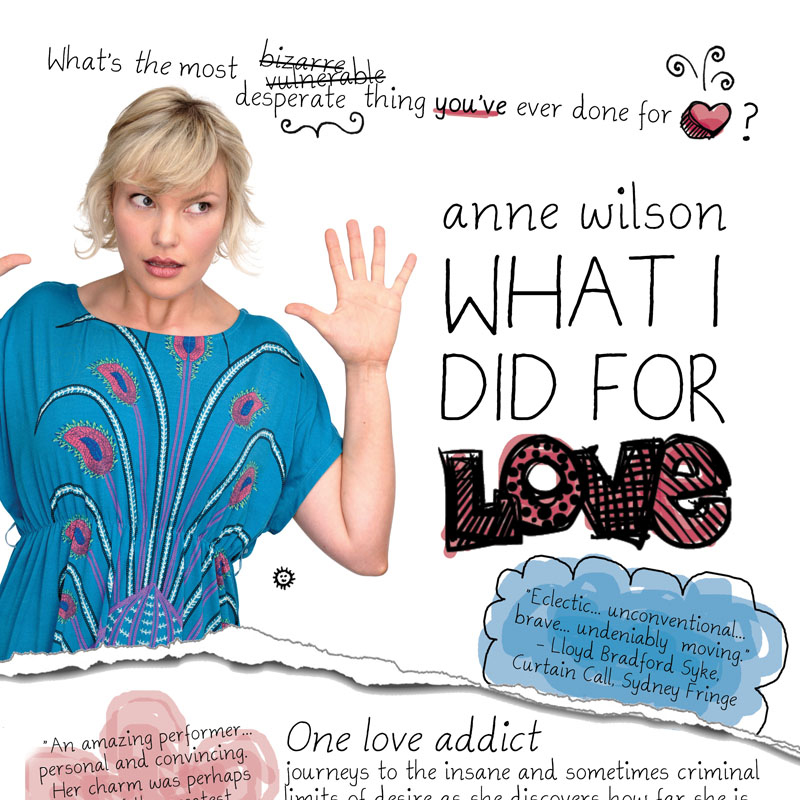 What's the most bizarre
vulnerable
desperate thing you've ever done for ?
anne wilson
WHAT I
DID FOR
LOVe
"Eclectic... unconventional...
brave... undeniably moving."
- Lloyd Bradford Syke,
Curtain Call, Sydney Fringe
"An amazing performer...
personal and convincing.
Her charm was perhaps
One love addict
journeys to the insane and sometimes criminal
limits of desire as she discovers how far she is